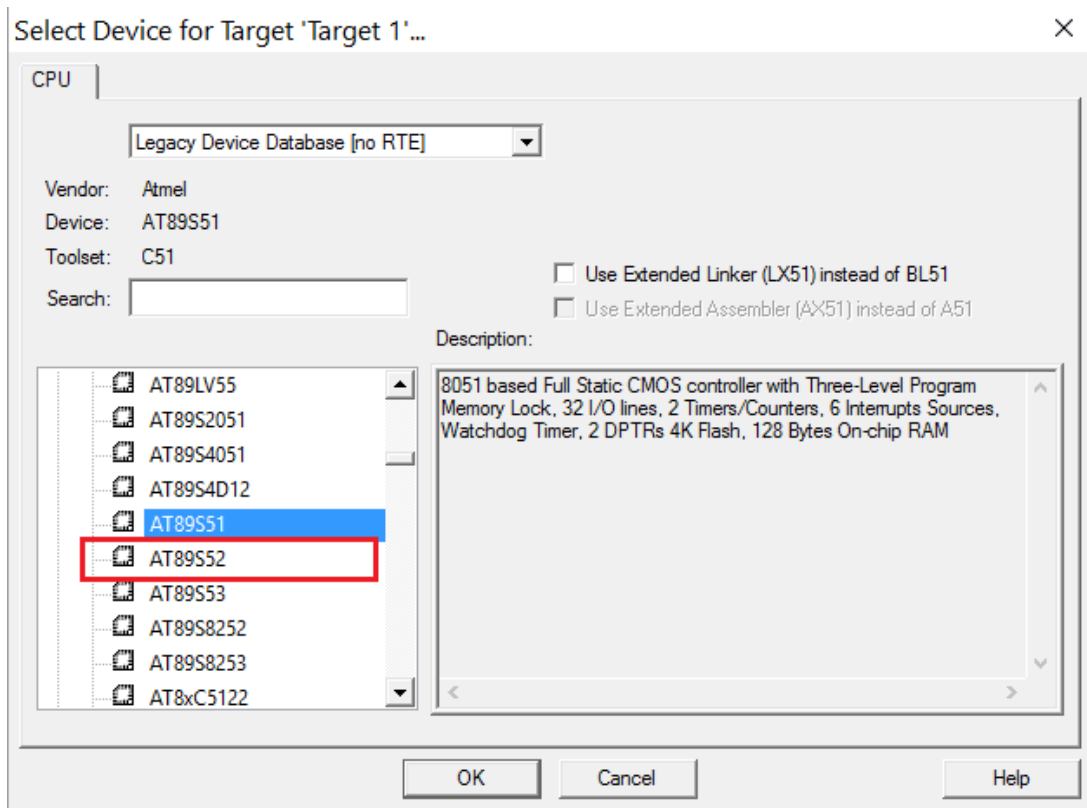 Select Device for Target 'Target 1'...
CPU
Legacy Device Database [no RTE]
Vendor: Atmel
Device: AT89S51
Toolset: C51
Search:
Use Extended Linker (LX51) instead of BL51
Use Extended Assembler (AX51) instead of A51
Description:
AT89LV55
AT89S2051
AT89S4051
AT89S4D12
AT89S51
AT89S52
AT89S53
AT89S8252
AT89S8253
AT8xC5122
8051 based Full Static CMOS controller with Three-Level Program
Memory Lock, 32 I/O lines, 2 Timers/Counters, 6 Interrupts Sources,
Watchdog Timer, 2 DPTRs 4K Flash, 128 Bytes On-chip RAM
OK
Cancel
Help